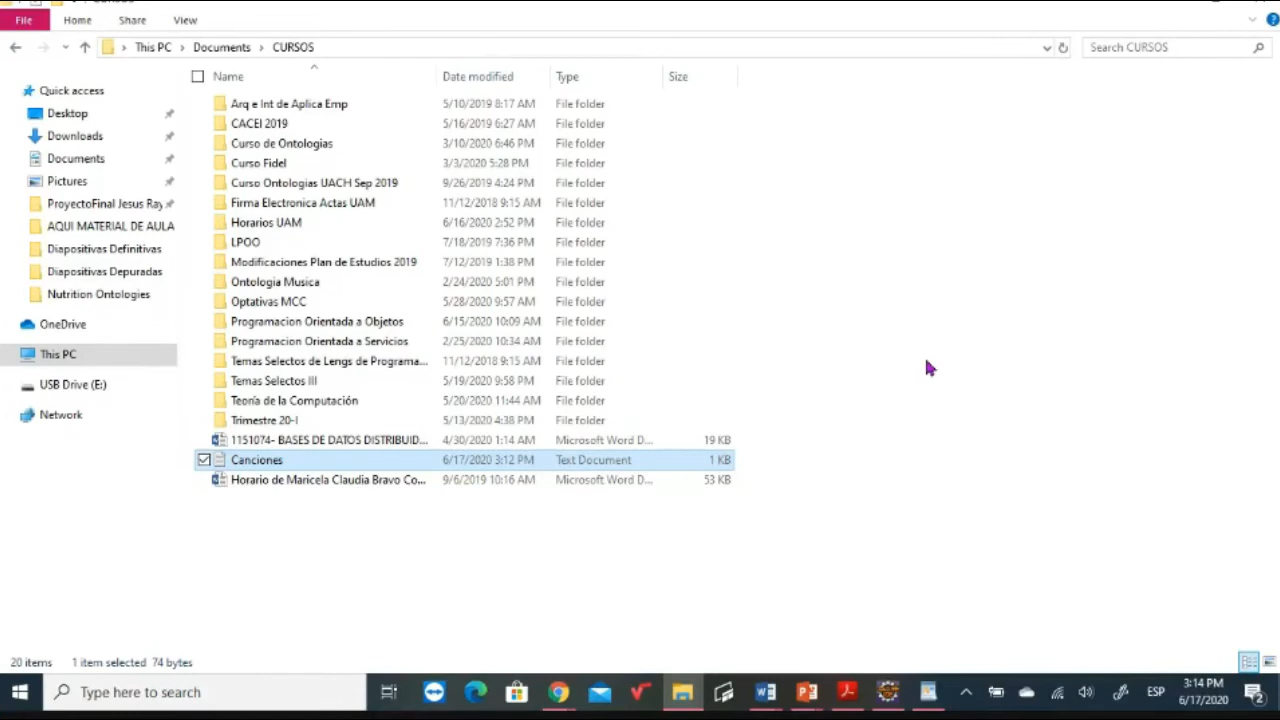 CURSOS
File Home Share View
This PC Documents CURSOS Search CURSOS
Name Date modified Type Size
Quick access
Desktop
Downloads
Documents
Pictures
ProyectoFinal Jesus Ray
AQUI MATERIAL DE AULA
Diapositivas Definitivas
Diapositivas Depuradas
Nutrition Ontologies
OneDrive
This PC
USB Drive (E:)
Network
Arq e Int de Aplica Emp 5/10/2019 8:17 AM File folder
CACEI 2019 5/16/2019 6:27 AM File folder
Curso de Ontologias 3/10/2020 6:46 PM File folder
Curso Fidel 3/3/2020 5:28 PM File folder
Curso Ontologias UACH Sep 2019 9/26/2019 4:24 PM File folder
Firma Electronica Actas UAM 11/12/2018 9:15 AM File folder
Horarios UAM 6/16/2020 2:52 PM File folder
LPOO 7/18/2019 7:36 PM File folder
Modificaciones Plan de Estudios 2019 7/12/2019 1:38 PM File folder
Ontologia Musica 2/24/2020 5:01 PM File folder
Optativas MCC 5/28/2020 9:57 AM File folder
Programacion Orientada a Objetos 6/15/2020 10:09 AM File folder
Programacion Orientada a Servicios 2/25/2020 10:34 AM File folder
Temas Selectos de Lengs de Programa... 11/12/2018 9:15 AM File folder
Temas Selectos III 5/19/2020 9:58 PM File folder
Teoría de la Computación 5/20/2020 11:44 AM File folder
Trimestre 20-I 5/13/2020 4:38 PM File folder
1151074- BASES DE DATOS DISTRIBUID... 4/30/2020 1:14 AM Microsoft Word D... 19 KB
Canciones 6/17/2020 3:12 PM Text Document 1 KB
Horario de Maricela Claudia Bravo Co... 9/6/2019 10:16 AM Microsoft Word D... 53 KB
20 items 1 item selected 74 bytes
Type here to search
ESP
3:14 PM
6/17/2020
2